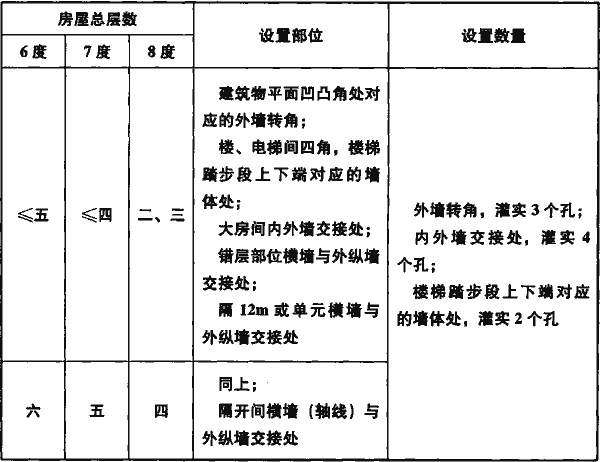 房屋总层数
设置部位
设置数量
6度
7度
8度
≤五
≤四
二、三
建筑物平面凹凸角处对
应的外墙转角；
楼、电梯间四角，楼梯
踏步段上下端对应的墙
体处；
大房间内外墙交接处；
错层部位横墙与外纵墙
交接处；
隔12m或单元横墙与
外纵墙交接处
外墙转角，灌实3个孔；
内外墙交接处，灌实4
个孔；
楼梯踏步段上下端对应
的墙体处，灌实2个孔
六
五
四
同上；
隔开间横墙（轴线）与
外纵墙交接处